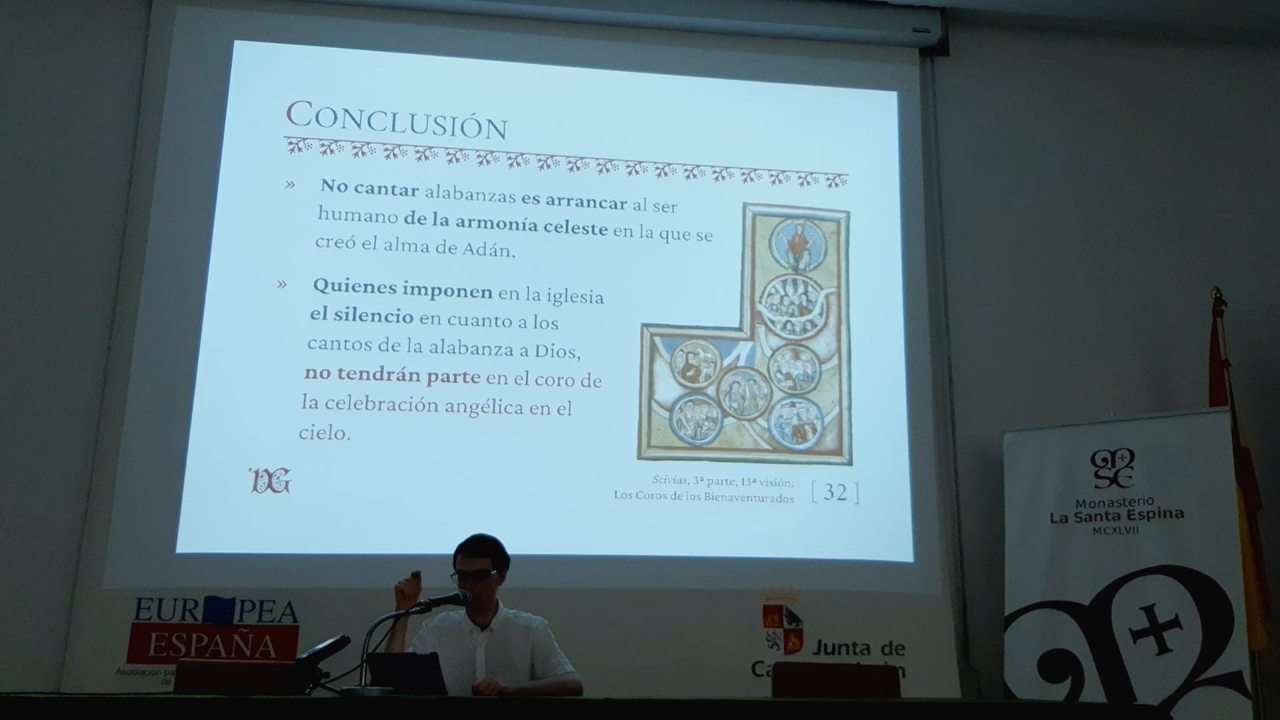 CONCLUSIÓN
» No cantar alabanzas es arrancar al ser
humano de la armonía celeste en la que se
creó el alma de Adán.
» Quienes imponen en la iglesia
el silencio en cuanto a los
cantos de la alabanza a Dios,
no tendrán parte en el coro de
la celebración angélica en el
cielo.
Scivias, 3ª parte, 13ª visión:
Los Coros de los Bienaventurados
[ 32 ]
EUROPEA
ESPAÑA
Asociación
de
Junta de
Monasterio
La Santa Espina
MCXLVII